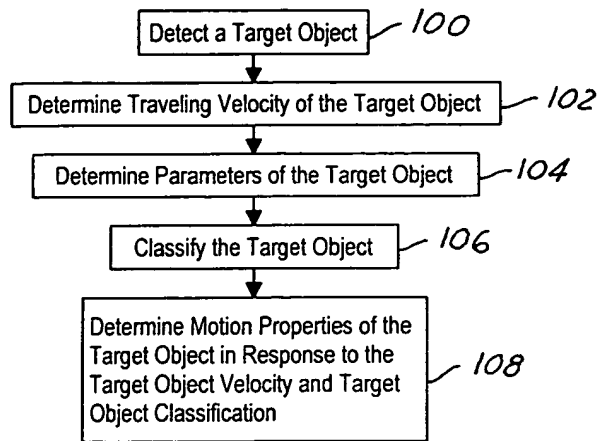 Detect a Target Object
100
Determine Traveling Velocity of the Target Object
102
Determine Parameters of the Target Object
104
Classify the Target Object
106
Determine Motion Properties of the
Target Object in Response to the
Target Object Velocity and Target
Object Classification
108